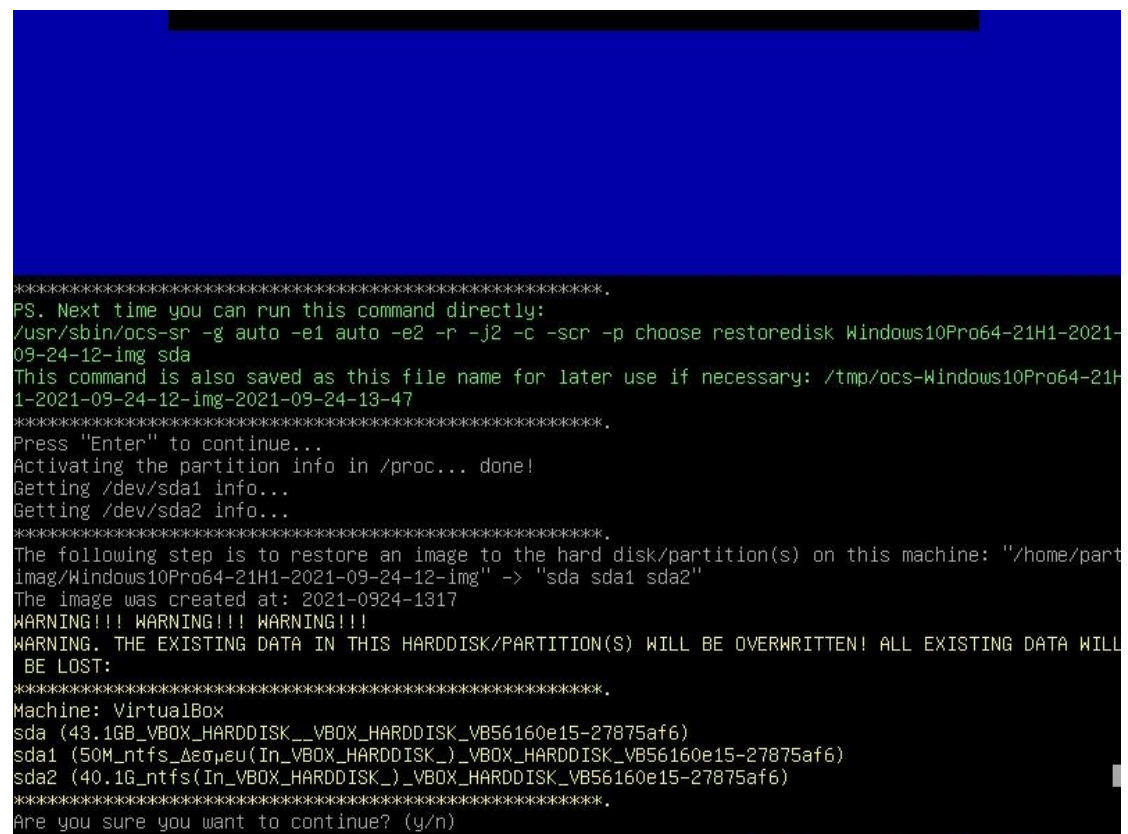 ******************************************************.
PS. Next time you can run this command directly:
/usr/sbin/ocs-sr -g auto -e1 auto -e2 -r -j2 -c -scr -p choose restoredisk Windows10Pro64-21H1-2021-
09-24-12-img sda
This command is also saved as this file name for later use if necessary: /tmp/ocs-Windows10Pro64-21H
1-2021-09-24-12-img-2021-09-24-13-47
******************************************************.
Press "Enter" to continue...
Activating the partition info in /proc... done!
Getting /dev/sda1 info...
Getting /dev/sda2 info...
******************************************************.
The following step is to restore an image to the hard disk/partition(s) on this machine: "/home/part
imag/Windows10Pro64-21H1-2021-09-24-12-img" -> "sda sda1 sda2"
The image was created at: 2021-0924-1317
WARNING!!! WARNING!!! WARNING!!!
WARNING. THE EXISTING DATA IN THIS HARDDISK/PARTITION(S) WILL BE OVERWRITTEN! ALL EXISTING DATA WILL
 BE LOST:
******************************************************.
Machine: VirtualBox
sda (43.1GB_VBOX_HARDDISK__VBOX_HARDDISK_VB56160e15-27875af6)
sda1 (50M_ntfs_Δεσμευ(In_VBOX_HARDDISK_)_VBOX_HARDDISK_VB56160e15-27875af6)
sda2 (40.1G_ntfs(In_VBOX_HARDDISK_)_VBOX_HARDDISK_VB56160e15-27875af6)
******************************************************.
Are you sure you want to continue? (y/n)